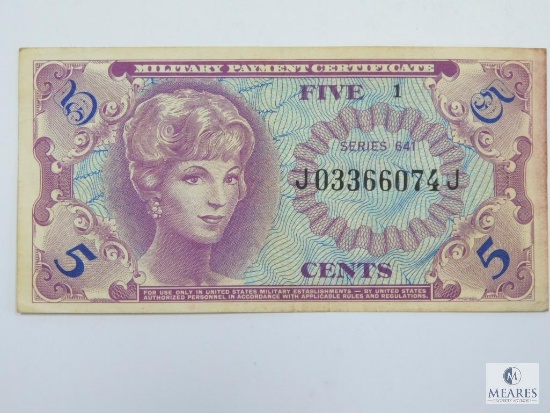 MILITARY PAYMENT CERTIFICATE
5 FIVE 1 5
SERIES 641
J03366074J
5 CENTS 5
FOR USE ONLY IN UNITED STATES MILITARY ESTABLISHMENTS — BY UNITED STATES
AUTHORIZED PERSONNEL IN ACCORDANCE WITH APPLICABLE RULES AND REGULATIONS.
M
MEARES